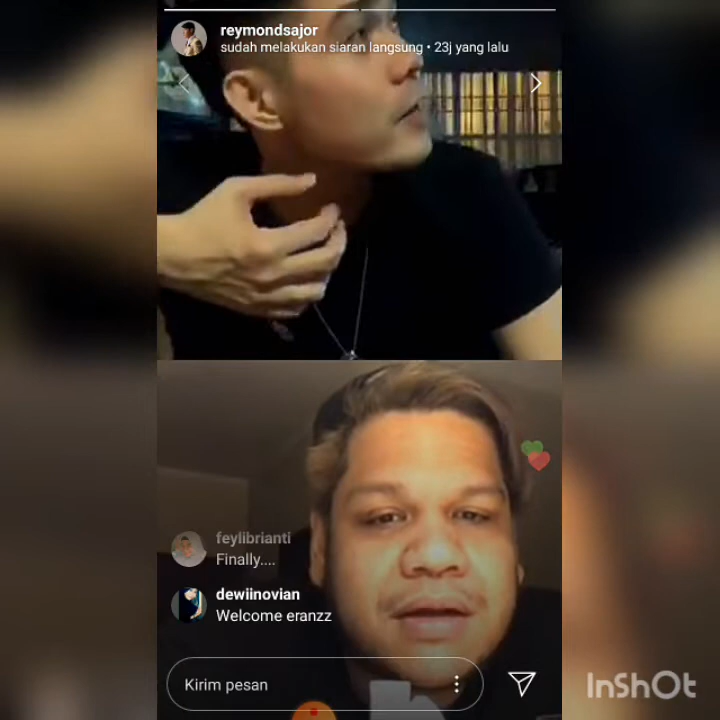 reymondsajor
sudah melakukan siaran langsung • 23j yang lalu
feylibrianti
Finally....
dewiinovian
Welcome eranzz
Kirim pesan
InShOt